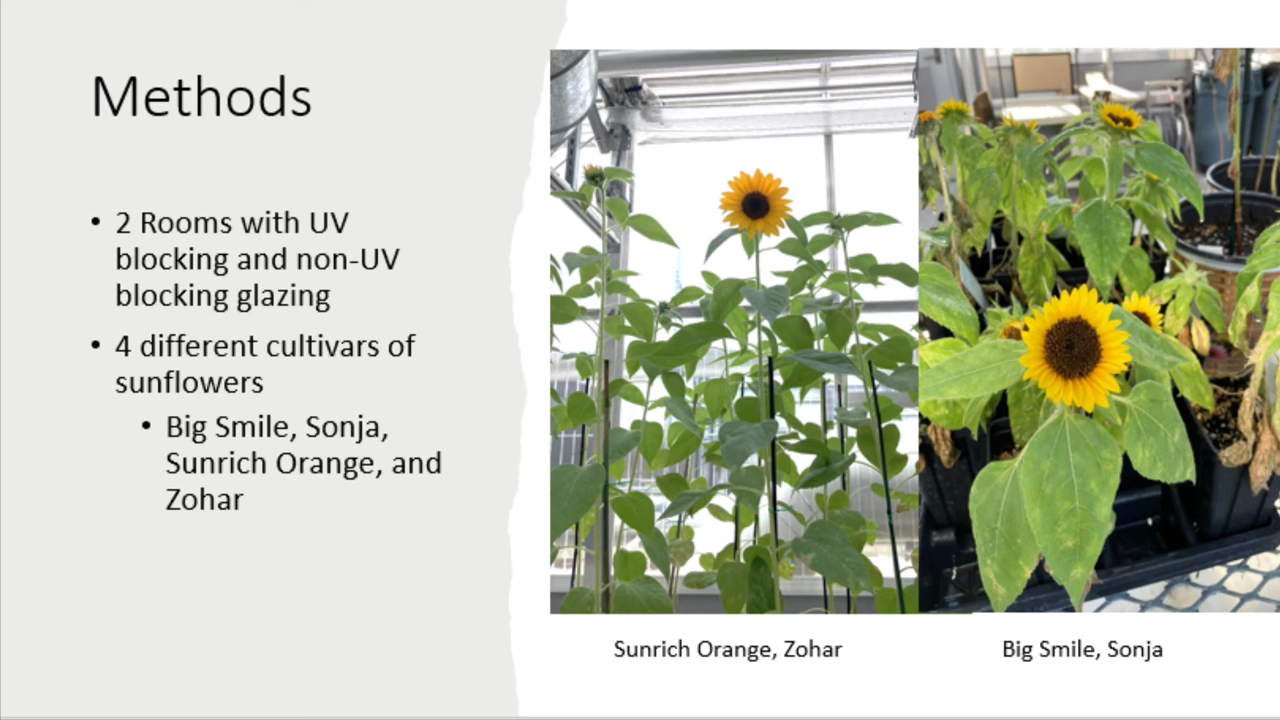 Methods
• 2 Rooms with UV
blocking and non-UV
blocking glazing
• 4 different cultivars of
sunflowers
• Big Smile, Sonja,
Sunrich Orange, and
Zohar
Sunrich Orange, Zohar
Big Smile, Sonja